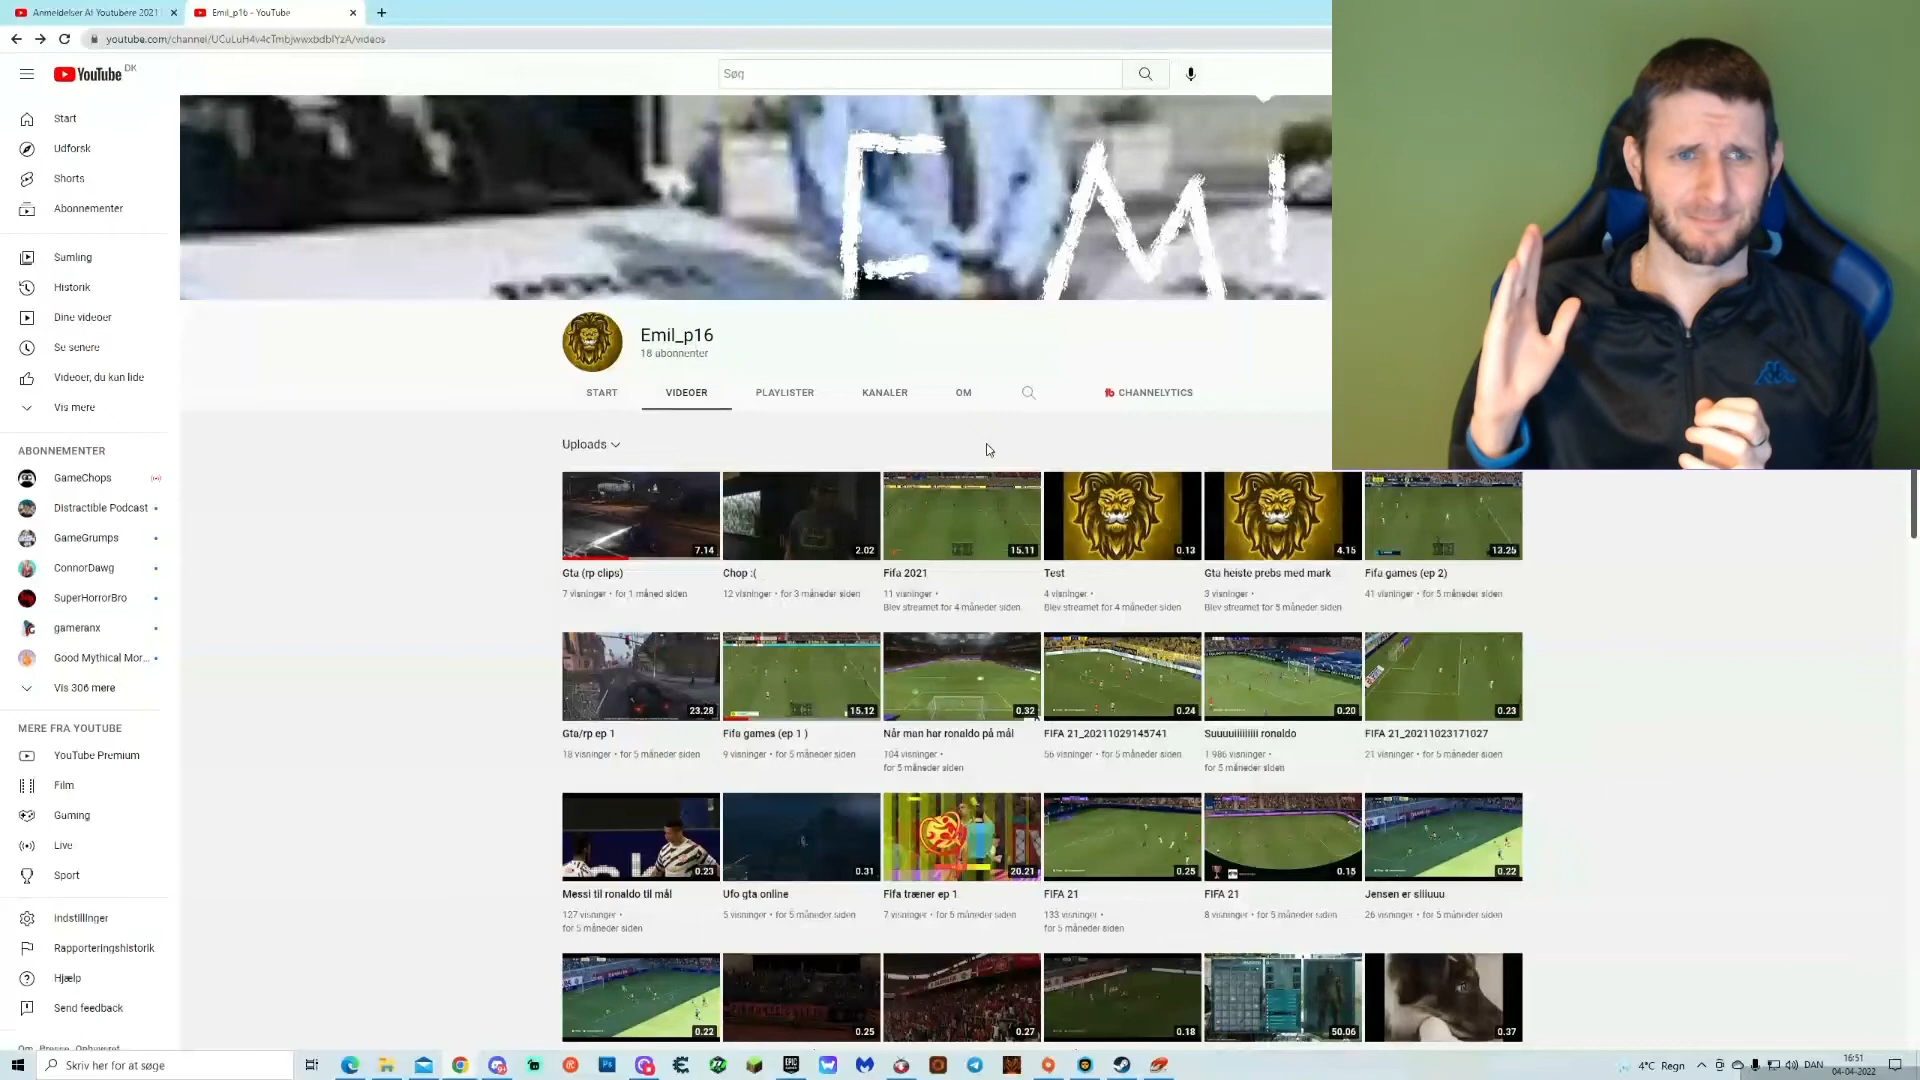 Anmeldelser Af Youtubere 2021
Emil_p16 - YouTube
youtube.com/channel/UCuLuH4v4cTmbjwwxbdbIYzA/videos
YouTube DK
Søg
Start
Udforsk
Shorts
Abonnementer
Samling
Historik
Dine videoer
Se senere
Videoer, du kan lide
Vis mere
ABONNEMENTER
GameChops
Distractible Podcast
GameGrumps
ConnorDawg
SuperHorrorBro
gameranx
Good Mythical Mor...
Vis 306 mere
MERE FRA YOUTUBE
YouTube Premium
Film
Gaming
Live
Sport
Indstillinger
Rapporteringshistorik
Hjælp
Send feedback
Om Presse Ophavsret
EMI
Emil_p16
18 abonnenter
START VIDEOER PLAYLISTER KANALER OM CHANNELYTICS
Uploads
7.14 2.02 15.11 0.13 4.15 13.25
Gta (rp clips) Chop :( Fifa 2021 Test Gta heiste prebs med mark Fifa games (ep 2)
7 visninger • for 1 måned siden 12 visninger • for 3 måneder siden 11 visninger • 4 visninger • 3 visninger • 41 visninger • for 5 måneder siden
Blev streamet for 4 måneder siden Blev streamet for 4 måneder siden Blev streamet for 5 måneder siden
23.28 15.12 0.32 0.24 0.20 0.23
Gta/rp ep 1 Fifa games (ep 1 ) Når man har ronaldo på mål FIFA 21_20211029145741 Suuuuiiiiiiiii ronaldo FIFA 21_20211023171027
18 visninger • for 5 måneder siden 9 visninger • for 5 måneder siden 104 visninger • 56 visninger • for 5 måneder siden 1 986 visninger • 21 visninger • for 5 måneder siden
for 5 måneder siden for 5 måneder siden
0.23 0.31 20.21 0.25 0.15 0.22
Messi til ronaldo til mål Ufo gta online Fifa træner ep 1 FIFA 21 FIFA 21 Jensen er siiiuuu
127 visninger • 5 visninger • for 5 måneder siden 7 visninger • for 5 måneder siden 133 visninger • 8 visninger • for 5 måneder siden 26 visninger • for 5 måneder siden
for 5 måneder siden for 5 måneder siden
0.22 0.25 0.27 0.18 50.06 0.37
Skriv her for at søge
4°C Regn DAN 16:51
04-04-2022